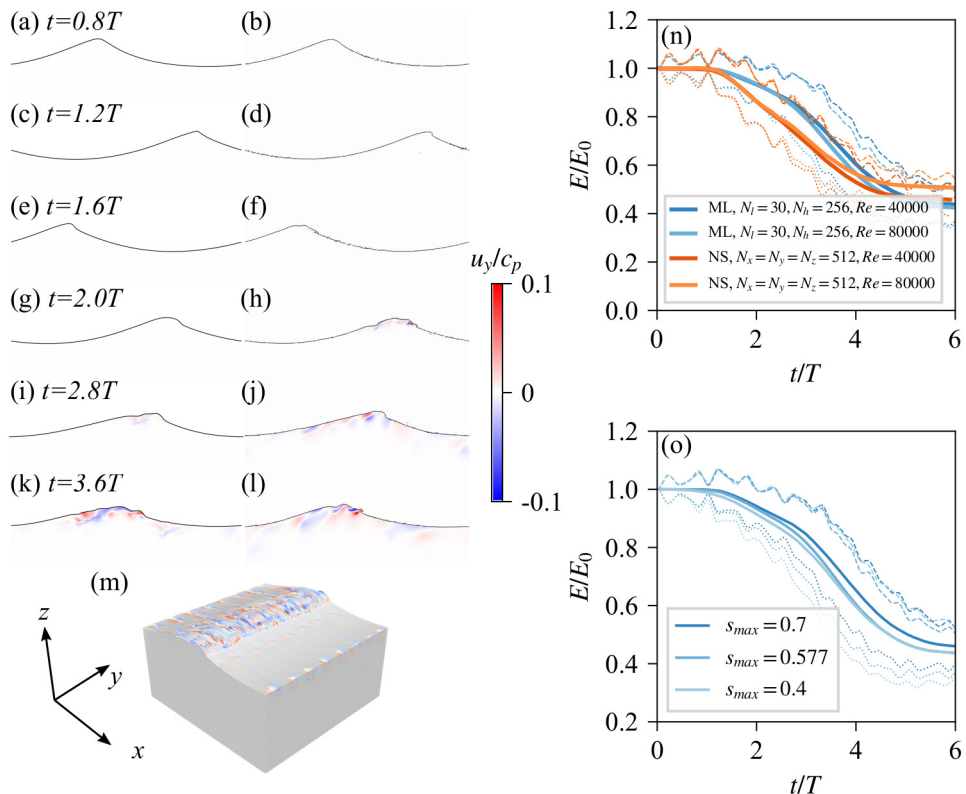 (a) t=0.8T
(b)
(c) t=1.2T
(d)
(e) t=1.6T
(f)
(g) t=2.0T
(h)
(i) t=2.8T
(j)
(k) t=3.6T
(l)
u_y/c_p
0.1
0
-0.1
(m)
z
y
x
(n)
1.2
1.0
0.8
0.6
0.4
0.2
0.0
E/E_0
ML, N_l = 30, N_h = 256, Re = 40000
ML, N_l = 30, N_h = 256, Re = 80000
NS, N_x = N_y = N_z = 512, Re = 40000
NS, N_x = N_y = N_z = 512, Re = 80000
0 2 4 6
t/T
(o)
1.2
1.0
0.8
0.6
0.4
0.2
E/E_0
s_max = 0.7
s_max = 0.577
s_max = 0.4
0 2 4 6
t/T